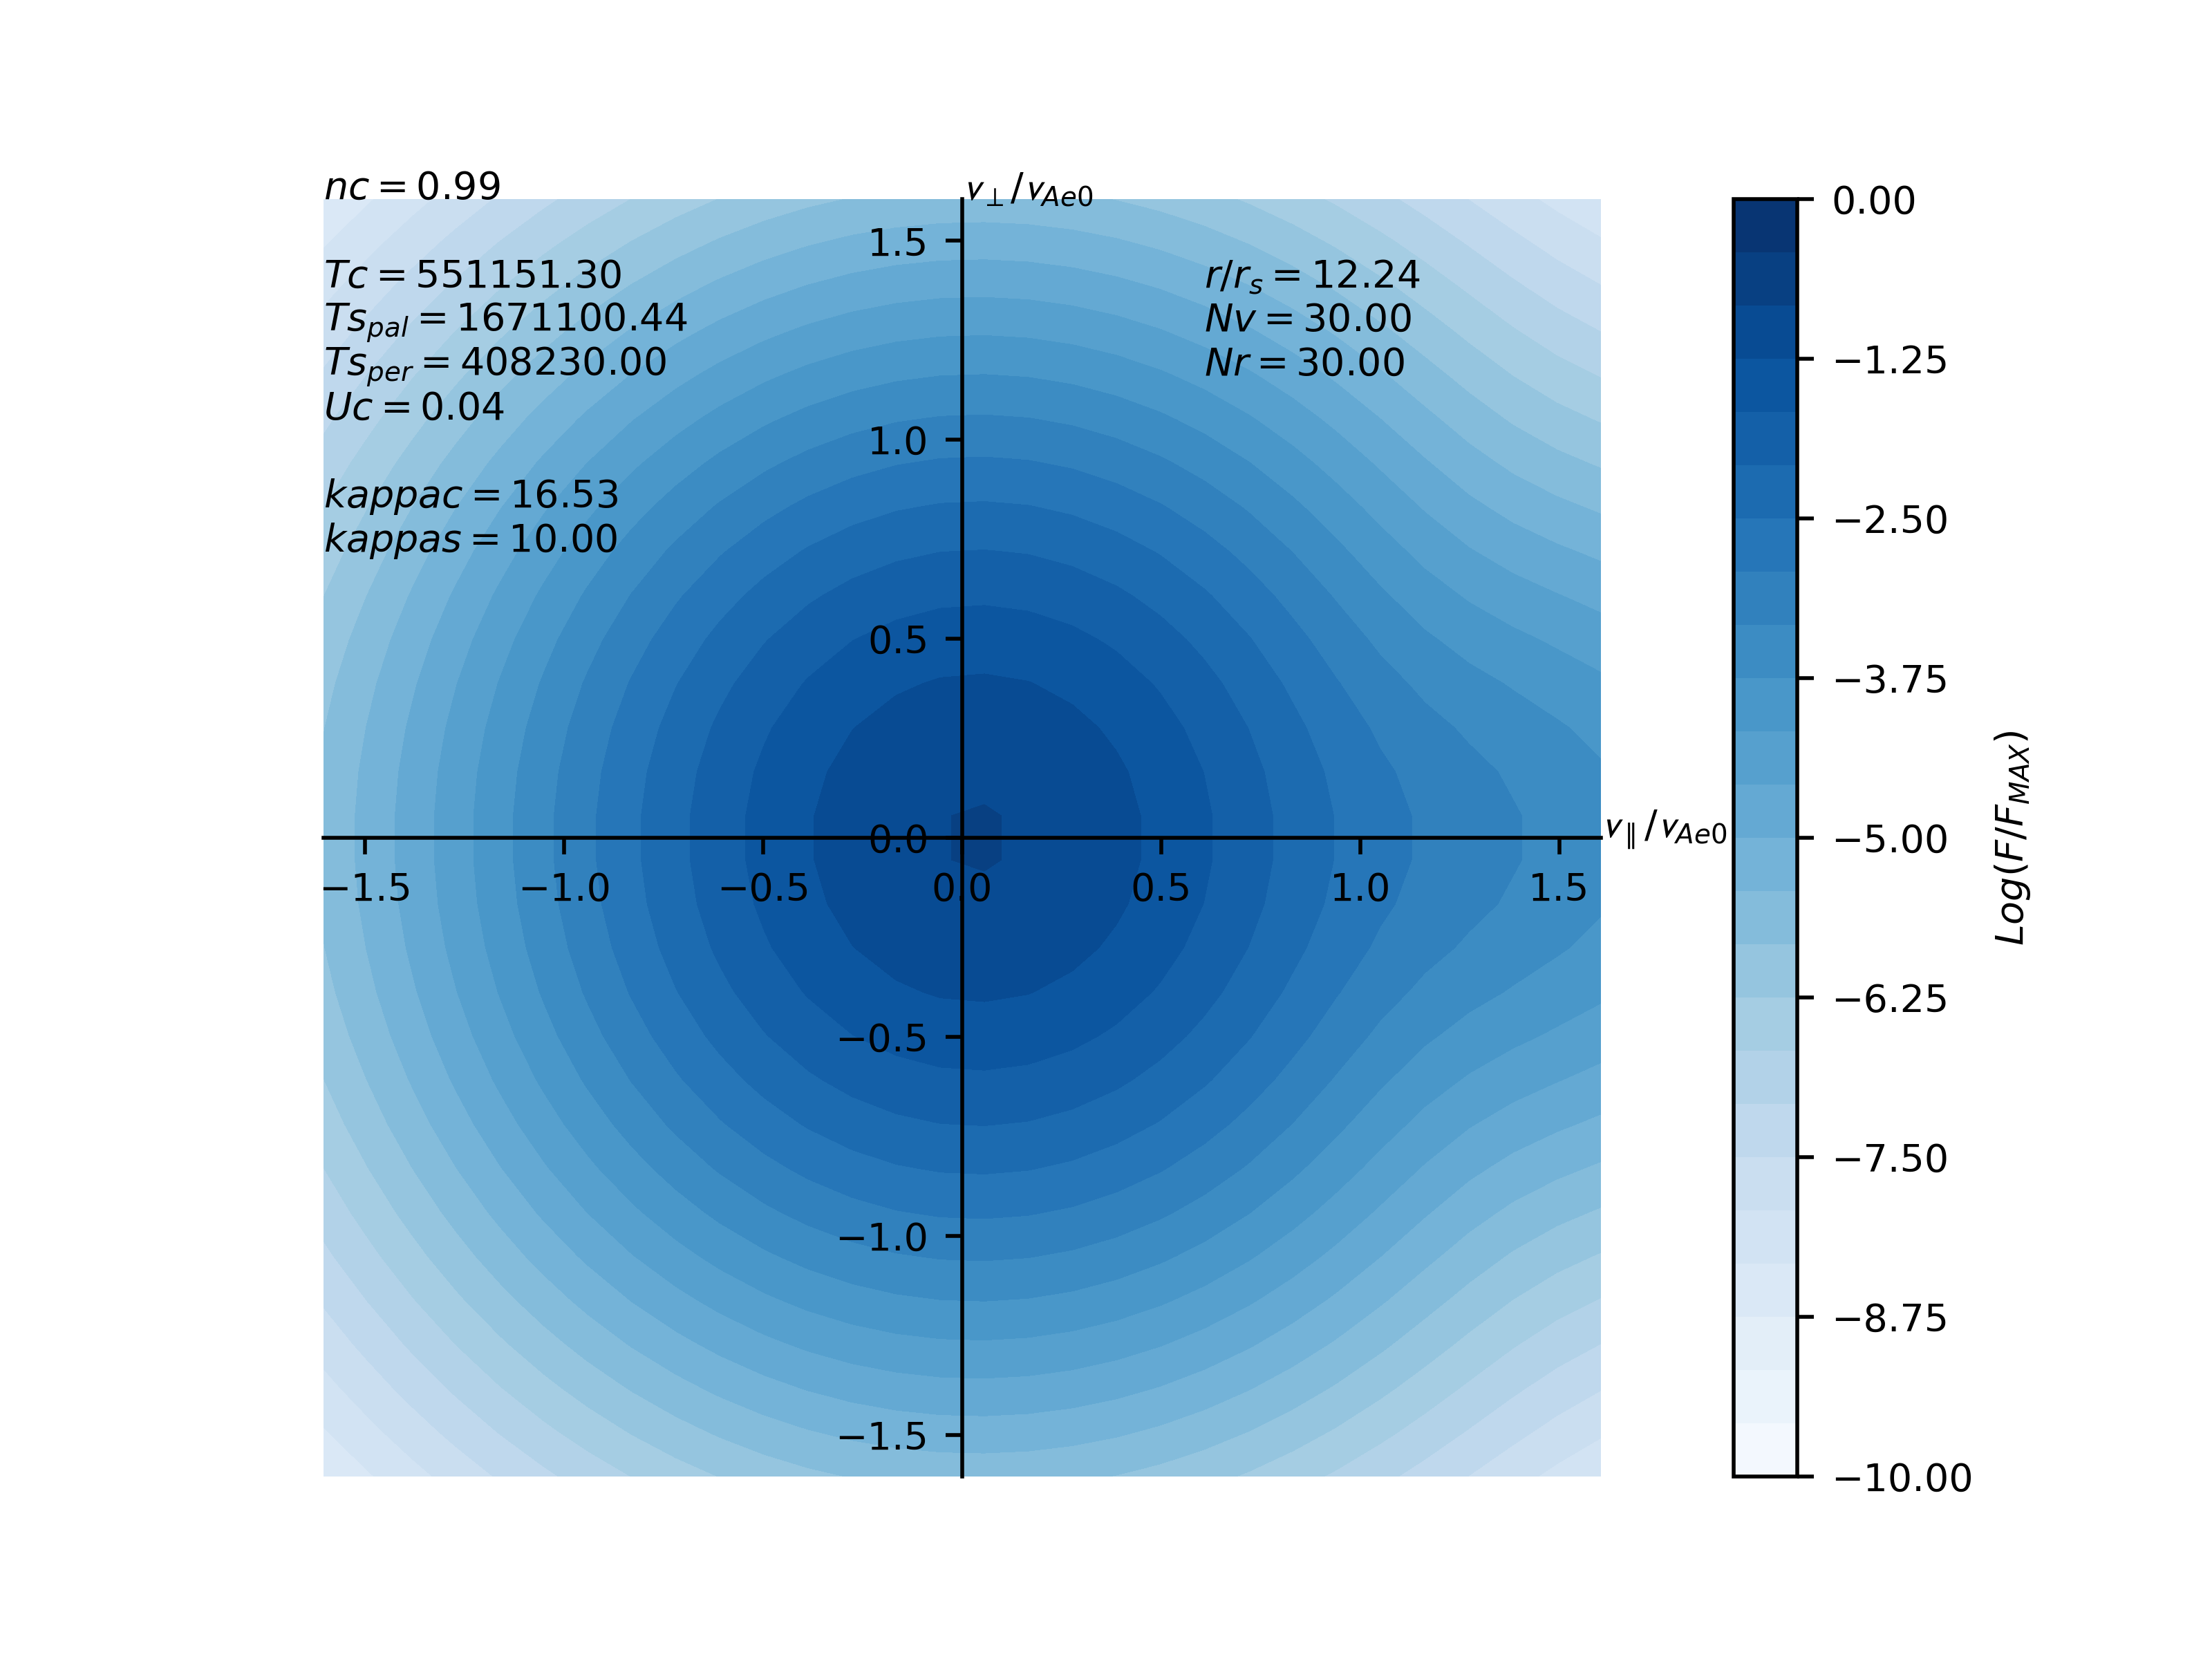 nc = 0.99
v⊥/vAe0
Tc = 551151.30
Tspal = 1671100.44
Tsper = 408230.00
Uc = 0.04
kappac = 16.53
kappas = 10.00
r/rs = 12.24
Nv = 30.00
Nr = 30.00
1.5
1.0
0.5
0.0
−0.5
−1.0
−1.5
−1.5
−1.0
−0.5
0.0
0.5
1.0
1.5
v∥/vAe0
0.00
−1.25
−2.50
−3.75
−5.00
−6.25
−7.50
−8.75
−10.00
Log(F/FMAX)